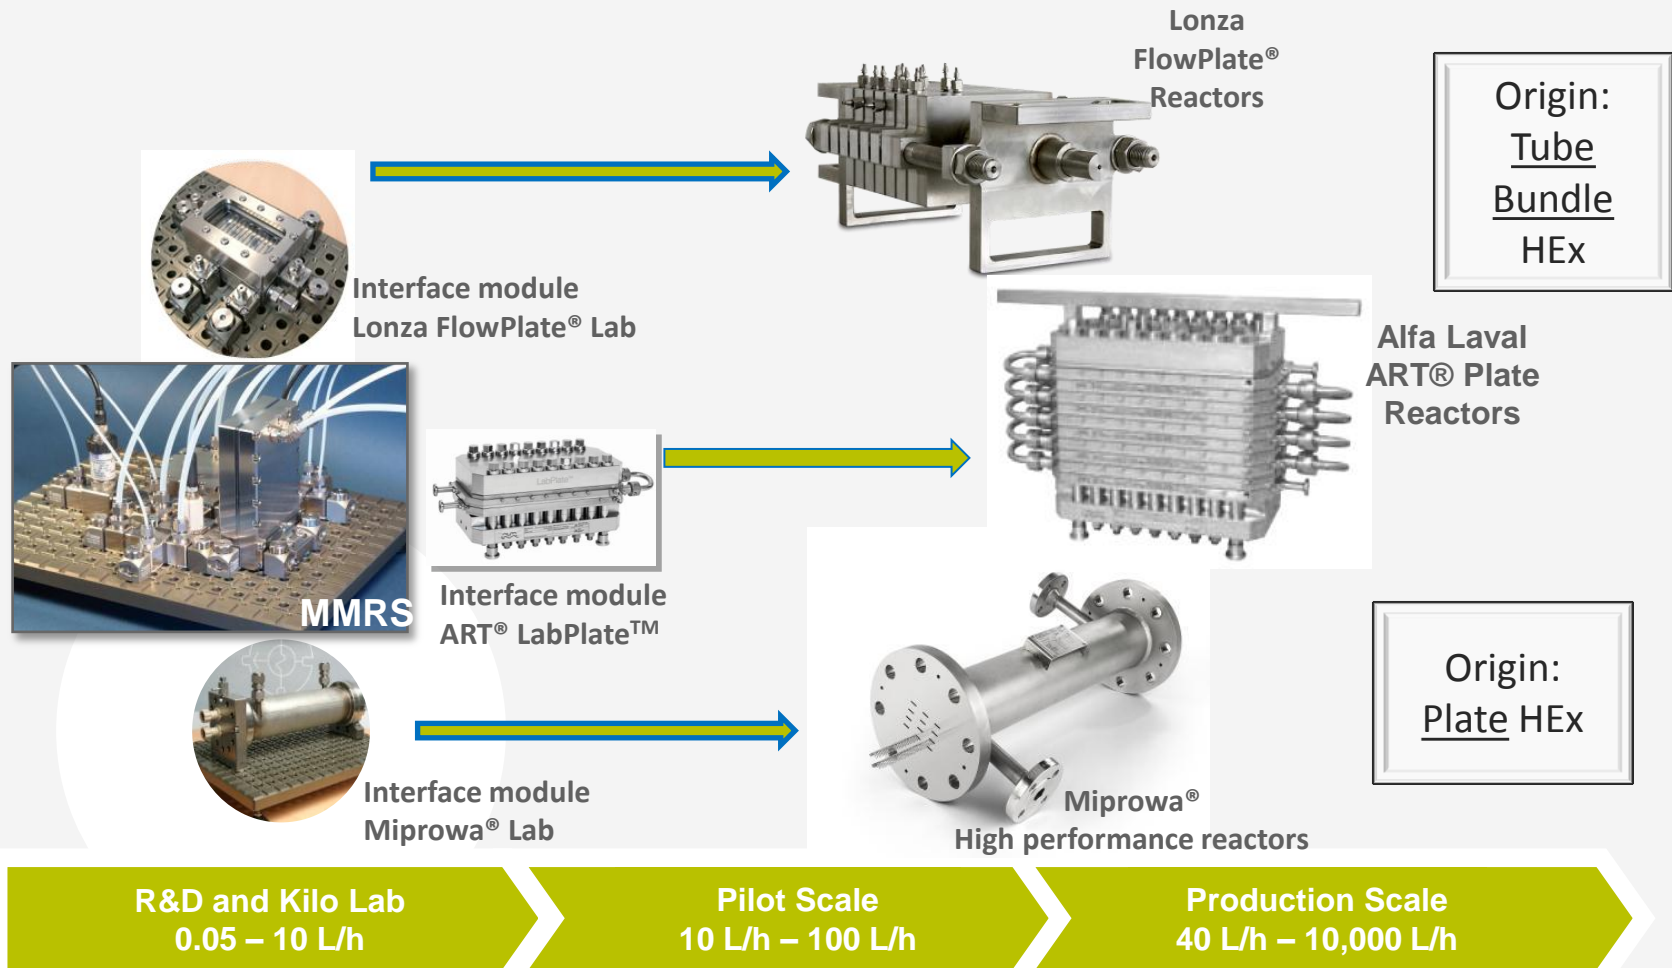 Lonza
FlowPlate®
Reactors
Origin:
Tube
Bundle
HEx
Interface module
Lonza FlowPlate® Lab
Alfa Laval
ART® Plate
Reactors
LabPlate
MMRS
Interface module
ART® LabPlate™
Origin:
Plate HEx
Interface module
Miprowa® Lab
Miprowa®
High performance reactors
R&D and Kilo Lab
0.05 – 10 L/h
Pilot Scale
10 L/h – 100 L/h
Production Scale
40 L/h – 10,000 L/h